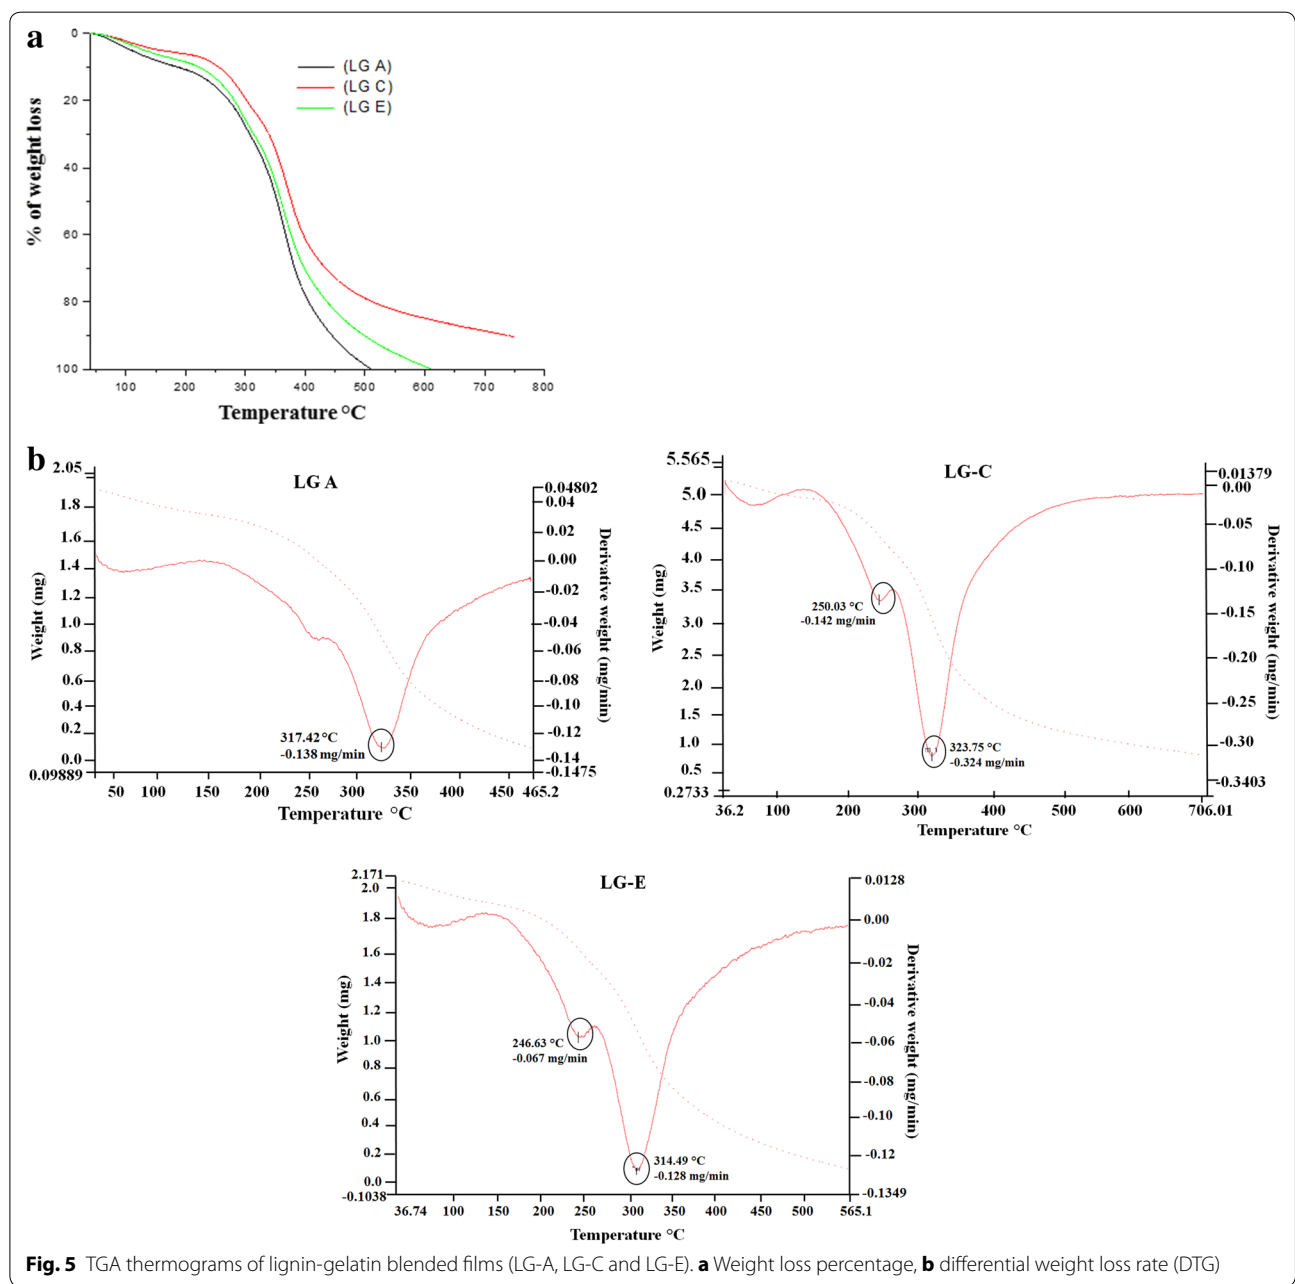 a
0
20
40
60
80
100
% of weight loss
(LG A)
(LG C)
(LG E)
100 200 300 400 500 600 700 800
Temperature °C
b
LG A
2.05
1.8
1.6
1.4
1.2
1.0
0.8
0.6
0.4
0.2
0.0
0.09889
Weight (mg)
0.04802
0.04
0.02
0.00
-0.02
-0.04
-0.06
-0.08
-0.10
-0.12
-0.14
-0.1475
Derivative weight (mg/min)
317.42 °C
-0.138 mg/min
50 100 150 200 250 300 350 400 450 465.2
Temperature °C
LG-C
5.565
5.0
4.5
4.0
3.5
3.0
2.5
2.0
1.5
1.0
0.5
0.2733
Weight (mg)
0.01379
0.00
-0.05
-0.10
-0.15
-0.20
-0.25
-0.30
-0.3403
Derivative weight (mg/min)
250.03 °C
-0.142 mg/min
323.75 °C
-0.324 mg/min
36.2 100 200 300 400 500 600 706.01
Temperature °C
LG-E
2.171
2.0
1.8
1.6
1.4
1.2
1.0
0.8
0.6
0.4
0.2
0.0
-0.1038
Weight (mg)
0.0128
0.00
-0.02
-0.04
-0.06
-0.08
-0.10
-0.12
-0.1349
Derivative weight (mg/min)
246.63 °C
-0.067 mg/min
314.49 °C
-0.128 mg/min
36.74 100 150 200 250 300 350 400 450 500 565.1
Temperature °C
Fig. 5 TGA thermograms of lignin-gelatin blended films (LG-A, LG-C and LG-E). a Weight loss percentage, b differential weight loss rate (DTG)